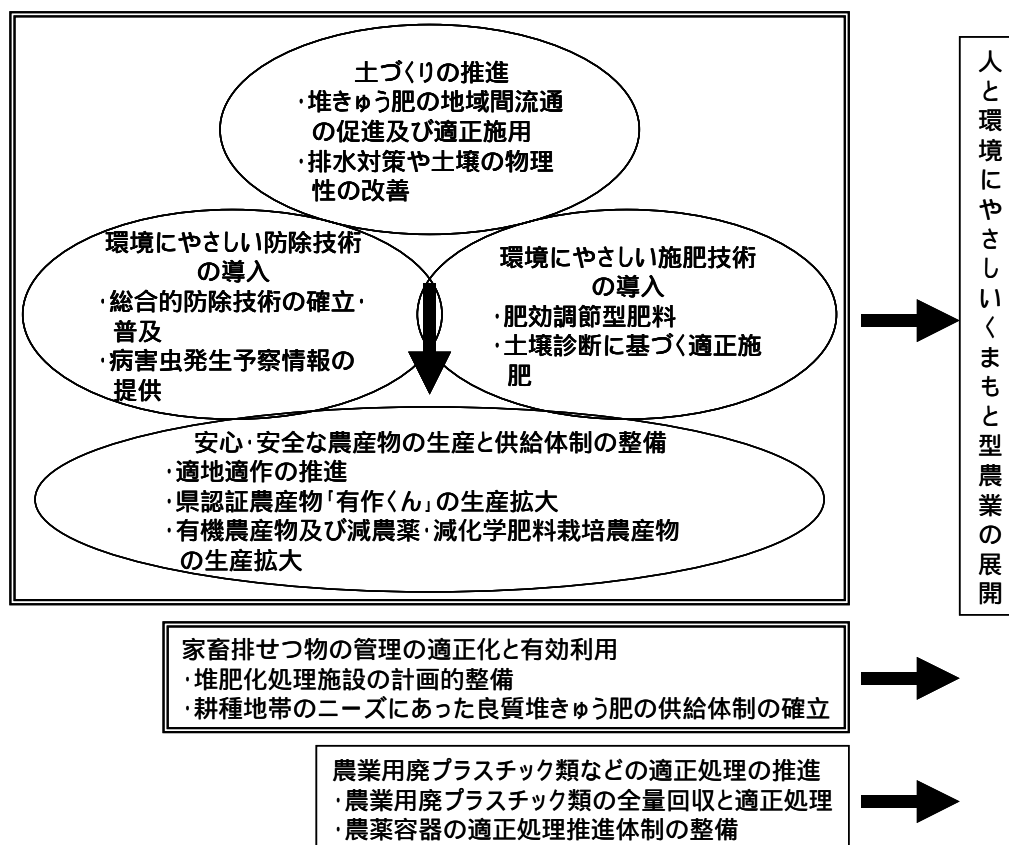 土づくりの推進
・堆きゅう肥の地域間流通
の促進及び適正施用
・排水対策や土壌の物理
性の改善
環境にやさしい防除技術
の導入
・総合的防除技術の確立・
普及
・病害虫発生予察情報の
提供
環境にやさしい施肥技術
の導入
・肥効調節型肥料
・土壌診断に基づく適正施
肥
安心・安全な農産物の生産と供給体制の整備
・適地適作の推進
・県認証農産物「有作くん」の生産拡大
・有機農産物及び減農薬・減化学肥料栽培農産物
の生産拡大
人と環境にやさしいくまもと型農業の展開
家畜排せつ物の管理の適正化と有効利用
・堆肥化処理施設の計画的整備
・耕種地帯のニーズにあった良質堆きゅう肥の供給体制の確立
農業用廃プラスチック類などの適正処理の推進
・農業用廃プラスチック類の全量回収と適正処理
・農薬容器の適正処理推進体制の整備